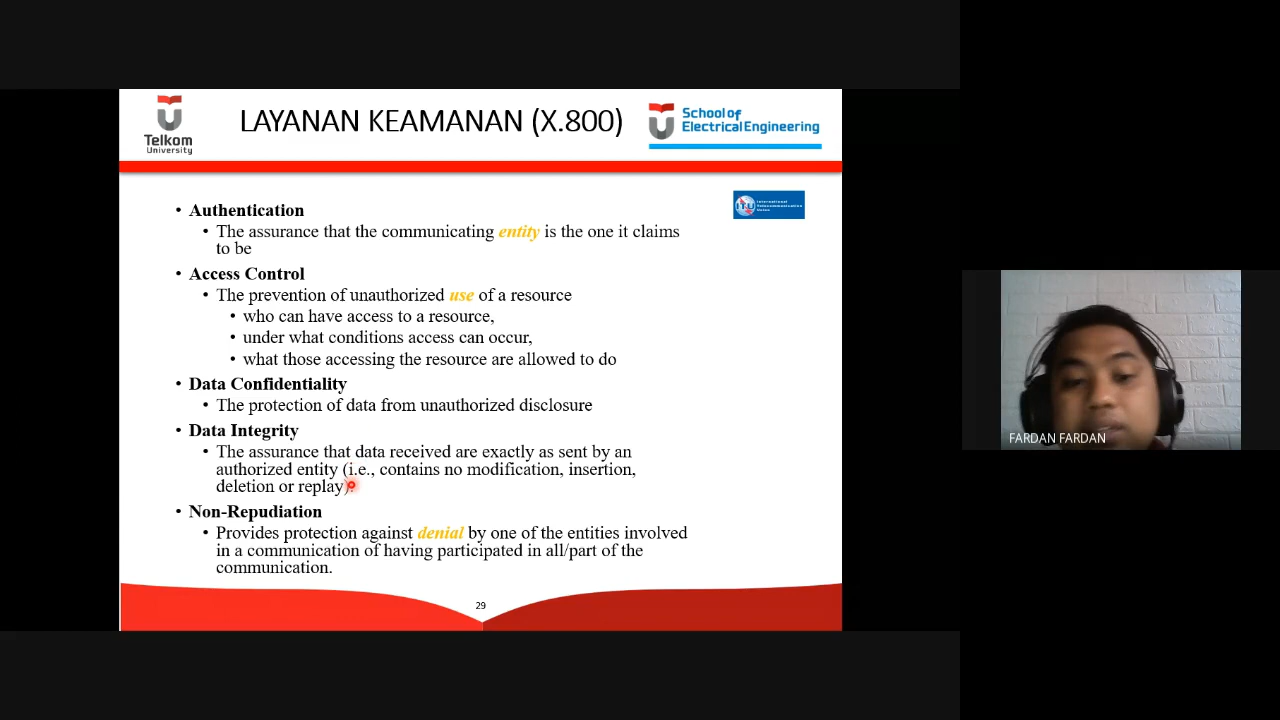 Telkom
University
LAYANAN KEAMANAN (X.800)
School of
Electrical Engineering
ITU
International
Telecommunication
Union
• Authentication
• The assurance that the communicating entity is the one it claims
to be
• Access Control
• The prevention of unauthorized use of a resource
• who can have access to a resource,
• under what conditions access can occur,
• what those accessing the resource are allowed to do
• Data Confidentiality
• The protection of data from unauthorized disclosure
• Data Integrity
• The assurance that data received are exactly as sent by an
authorized entity (i.e., contains no modification, insertion,
deletion or replay).
• Non-Repudiation
• Provides protection against denial by one of the entities involved
in a communication of having participated in all/part of the
communication.
29
FARDAN FARDAN